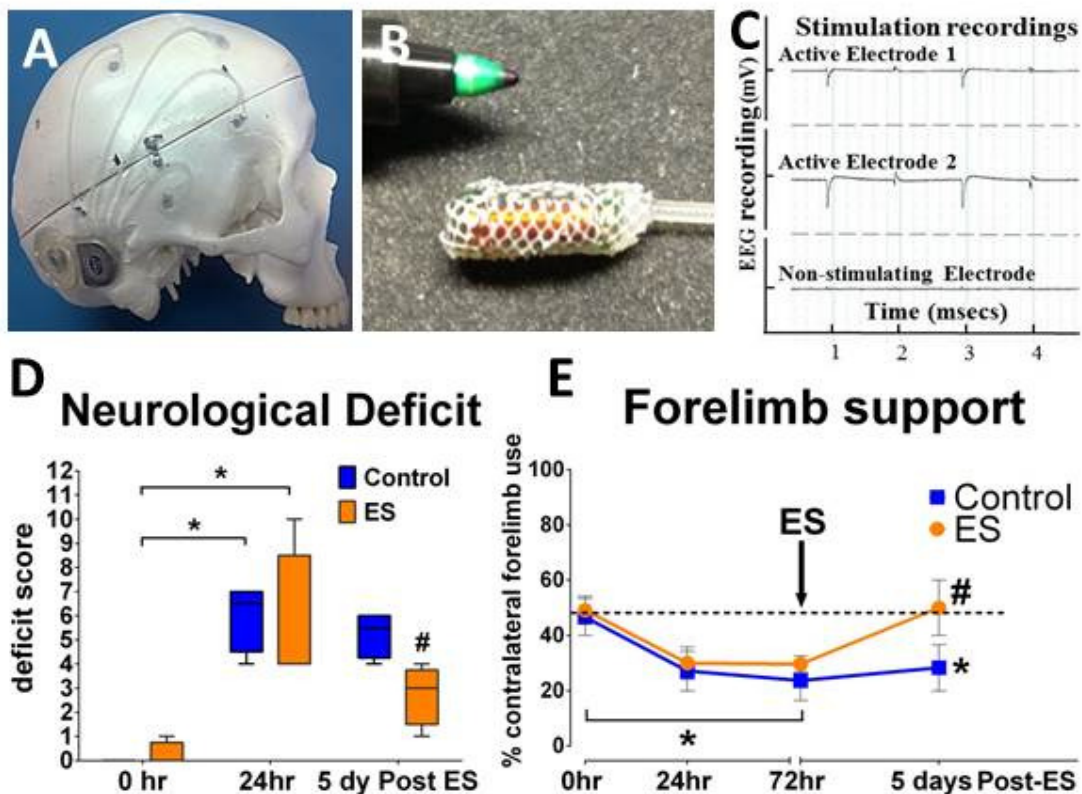 A
B
C
Stimulation recordings
Active Electrode 1
Active Electrode 2
Non-stimulating Electrode
EEG recording (mV)
Time (msecs)
1 2 3 4
D
Neurological Deficit
12
11
10
9
8
7
6
5
4
3
2
1
0
deficit score
*
*
#
Control
ES
0 hr 24hr 5 dy Post ES
E
Forelimb support
100
80
60
40
20
0
% contralateral forelimb use
Control
ES
ES
#
*
*
0hr 24hr 72hr 5 days Post-ES